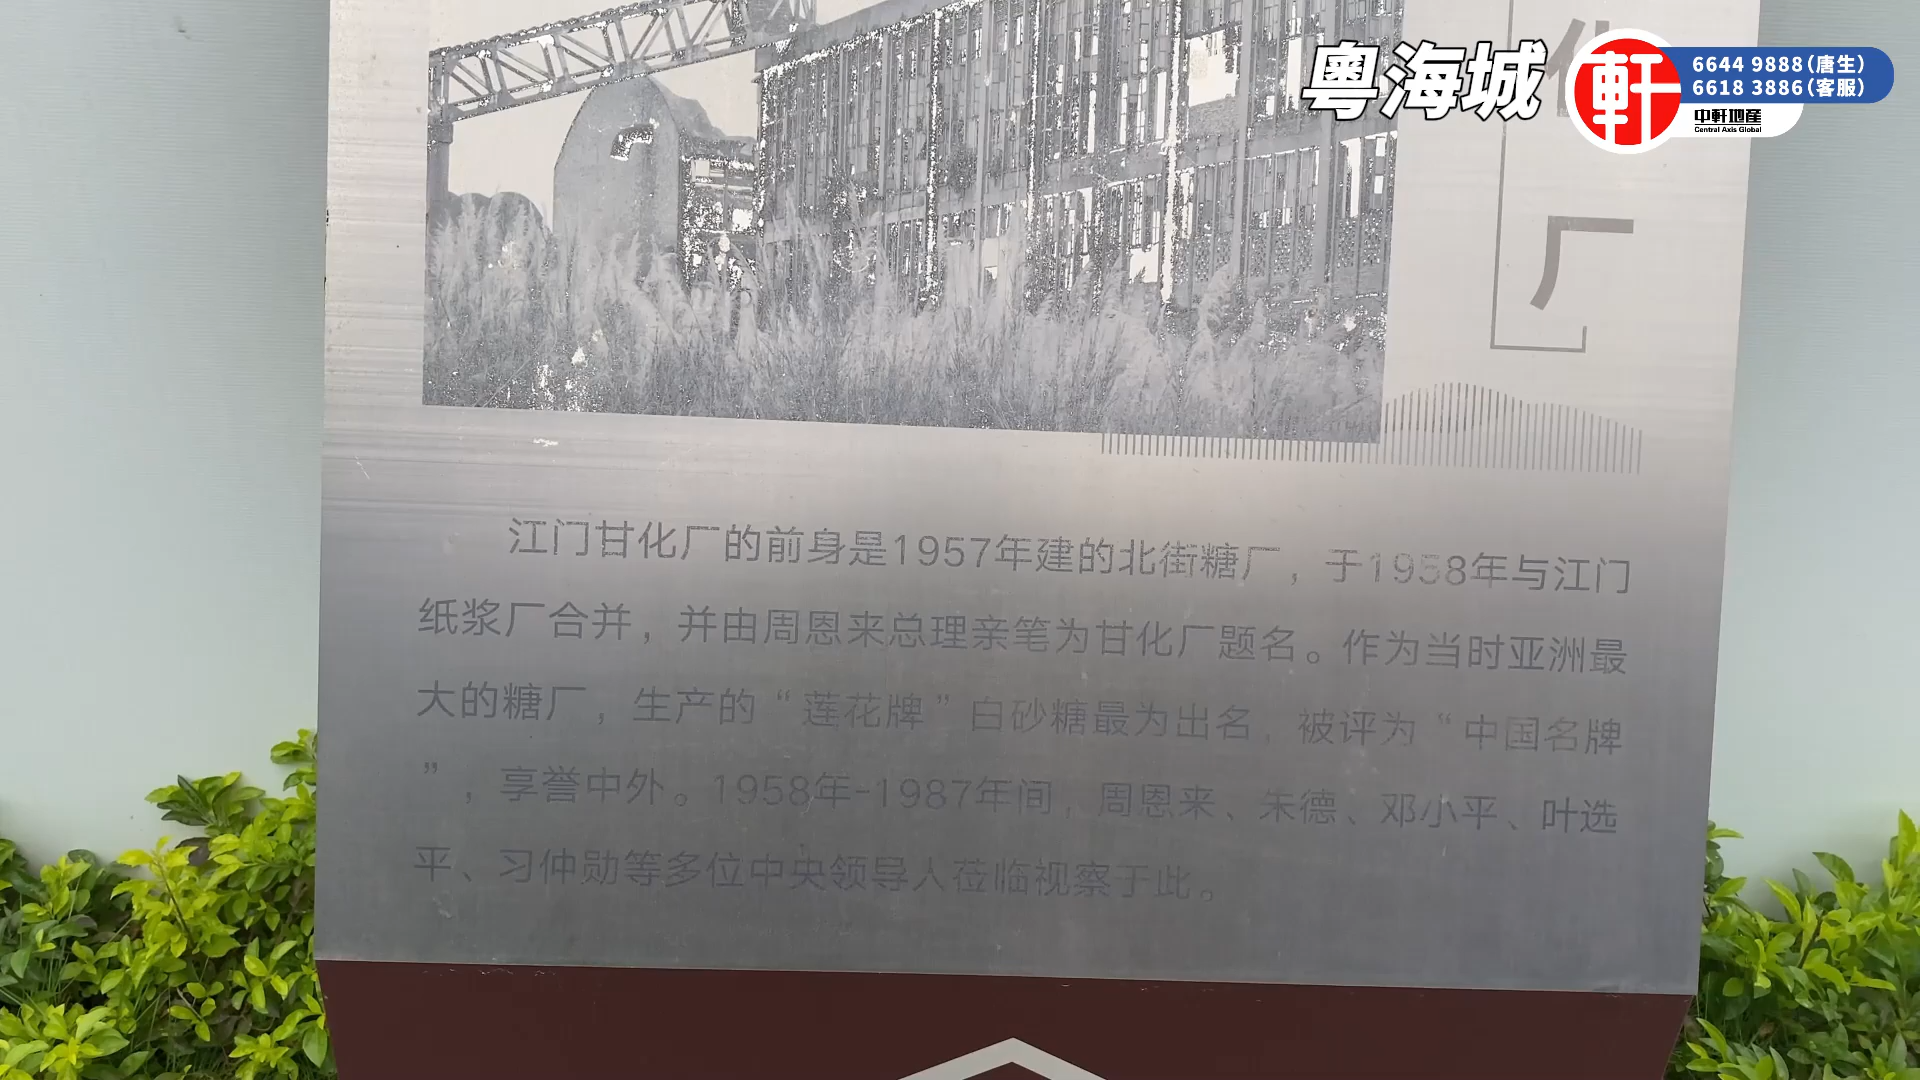 粤海城
軒
6644 9888(唐生)
6618 3886(客服)
中軒地産
Central Axis Global
化
厂
江门甘化厂的前身是1957年建的北街糖厂，于1958年与江门
纸浆厂合并，并由周恩来总理亲笔为甘化厂题名。作为当时亚洲最
大的糖厂，生产的“莲花牌”白砂糖最为出名，被评为“中国名牌
”，享誉中外。1958年-1987年间，周恩来、朱德、邓小平、叶选
平、习仲勋等多位中央领导人莅临视察于此。